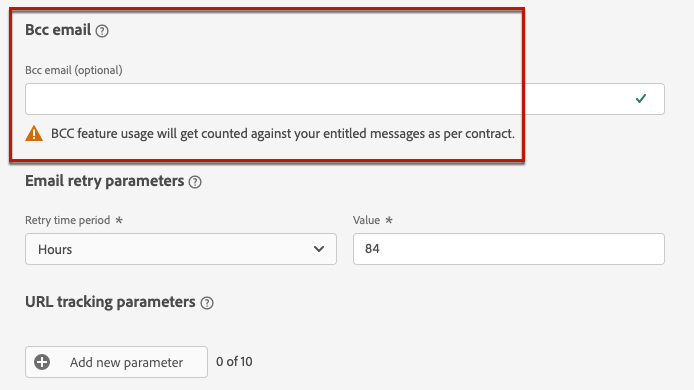 Bcc email
Bcc email (optional)
BCC feature usage will get counted against your entitled messages as per contract.
Email retry parameters
Retry time period *
Value *
Hours
84
URL tracking parameters
Add new parameter
0 of 10